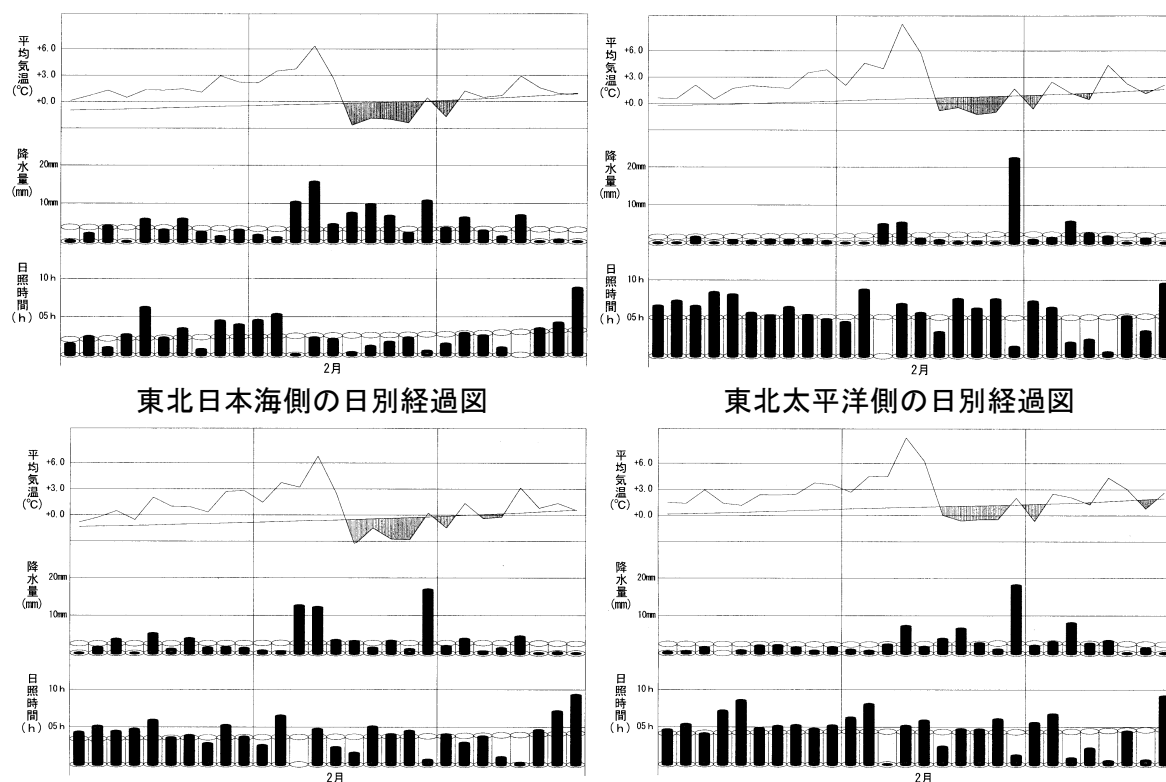 平均気温(℃)
+6.0
+3.0
+0.0
降水量(mm)
20mm
10mm
日照時間(h)
10h
05h
2月
東北日本海側の日別経過図
平均気温(℃)
+6.0
+3.0
+0.0
降水量(mm)
20mm
10mm
日照時間(h)
10h
05h
2月
東北太平洋側の日別経過図
平均気温(℃)
+6.0
+3.0
+0.0
降水量(mm)
20mm
10mm
日照時間(h)
10h
05h
2月
平均気温(℃)
+6.0
+3.0
+0.0
降水量(mm)
20mm
10mm
日照時間(h)
10h
05h
2月